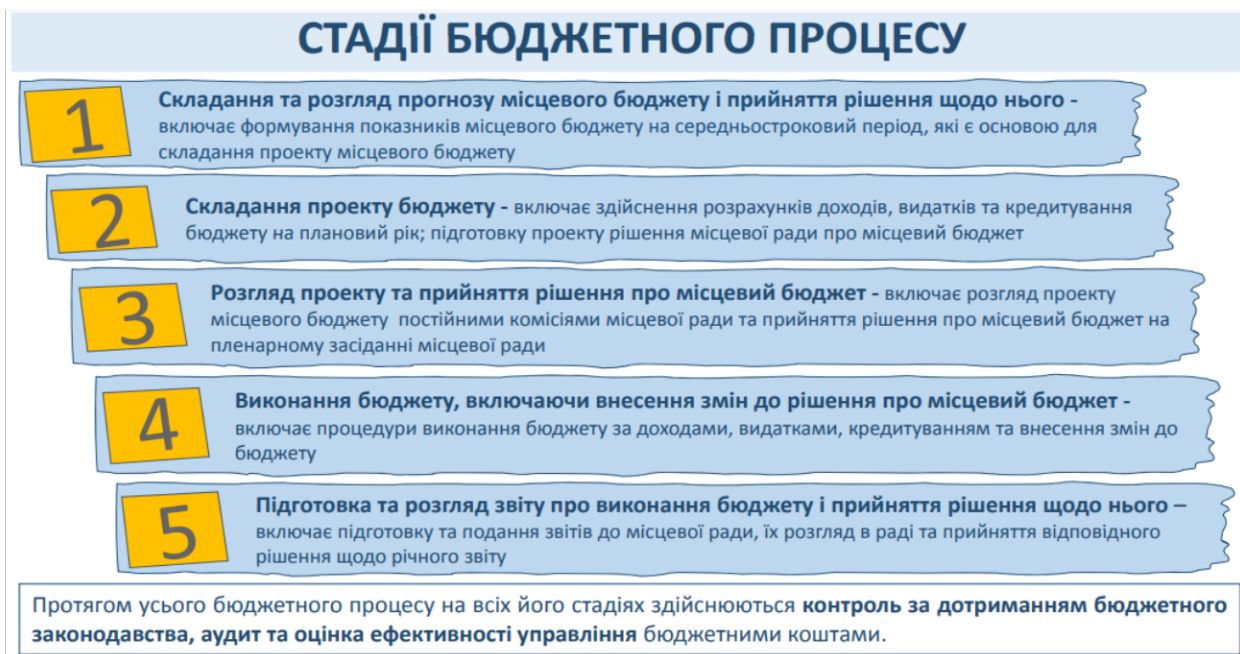 СТАДІЇ БЮДЖЕТНОГО ПРОЦЕСУ
1
Складання та розгляд прогнозу місцевого бюджету і прийняття рішення щодо нього -
включає формування показників місцевого бюджету на середньостроковий період, які є основою для
складання проекту місцевого бюджету
2
Складання проекту бюджету - включає здійснення розрахунків доходів, видатків та кредитування
бюджету на плановий рік; підготовку проекту рішення місцевої ради про місцевий бюджет
3
Розгляд проекту та прийняття рішення про місцевий бюджет - включає розгляд проекту
місцевого бюджету постійними комісіями місцевої ради та прийняття рішення про місцевий бюджет на
пленарному засіданні місцевої ради
4
Виконання бюджету, включаючи внесення змін до рішення про місцевий бюджет -
включає процедури виконання бюджету за доходами, видатками, кредитуванням та внесення змін до
бюджету
5
Підготовка та розгляд звіту про виконання бюджету і прийняття рішення щодо нього –
включає підготовку та подання звітів до місцевої ради, їх розгляд в раді та прийняття відповідного
рішення щодо річного звіту
Протягом усього бюджетного процесу на всіх його стадіях здійснюються контроль за дотриманням бюджетного
законодавства, аудит та оцінка ефективності управління бюджетними коштами.